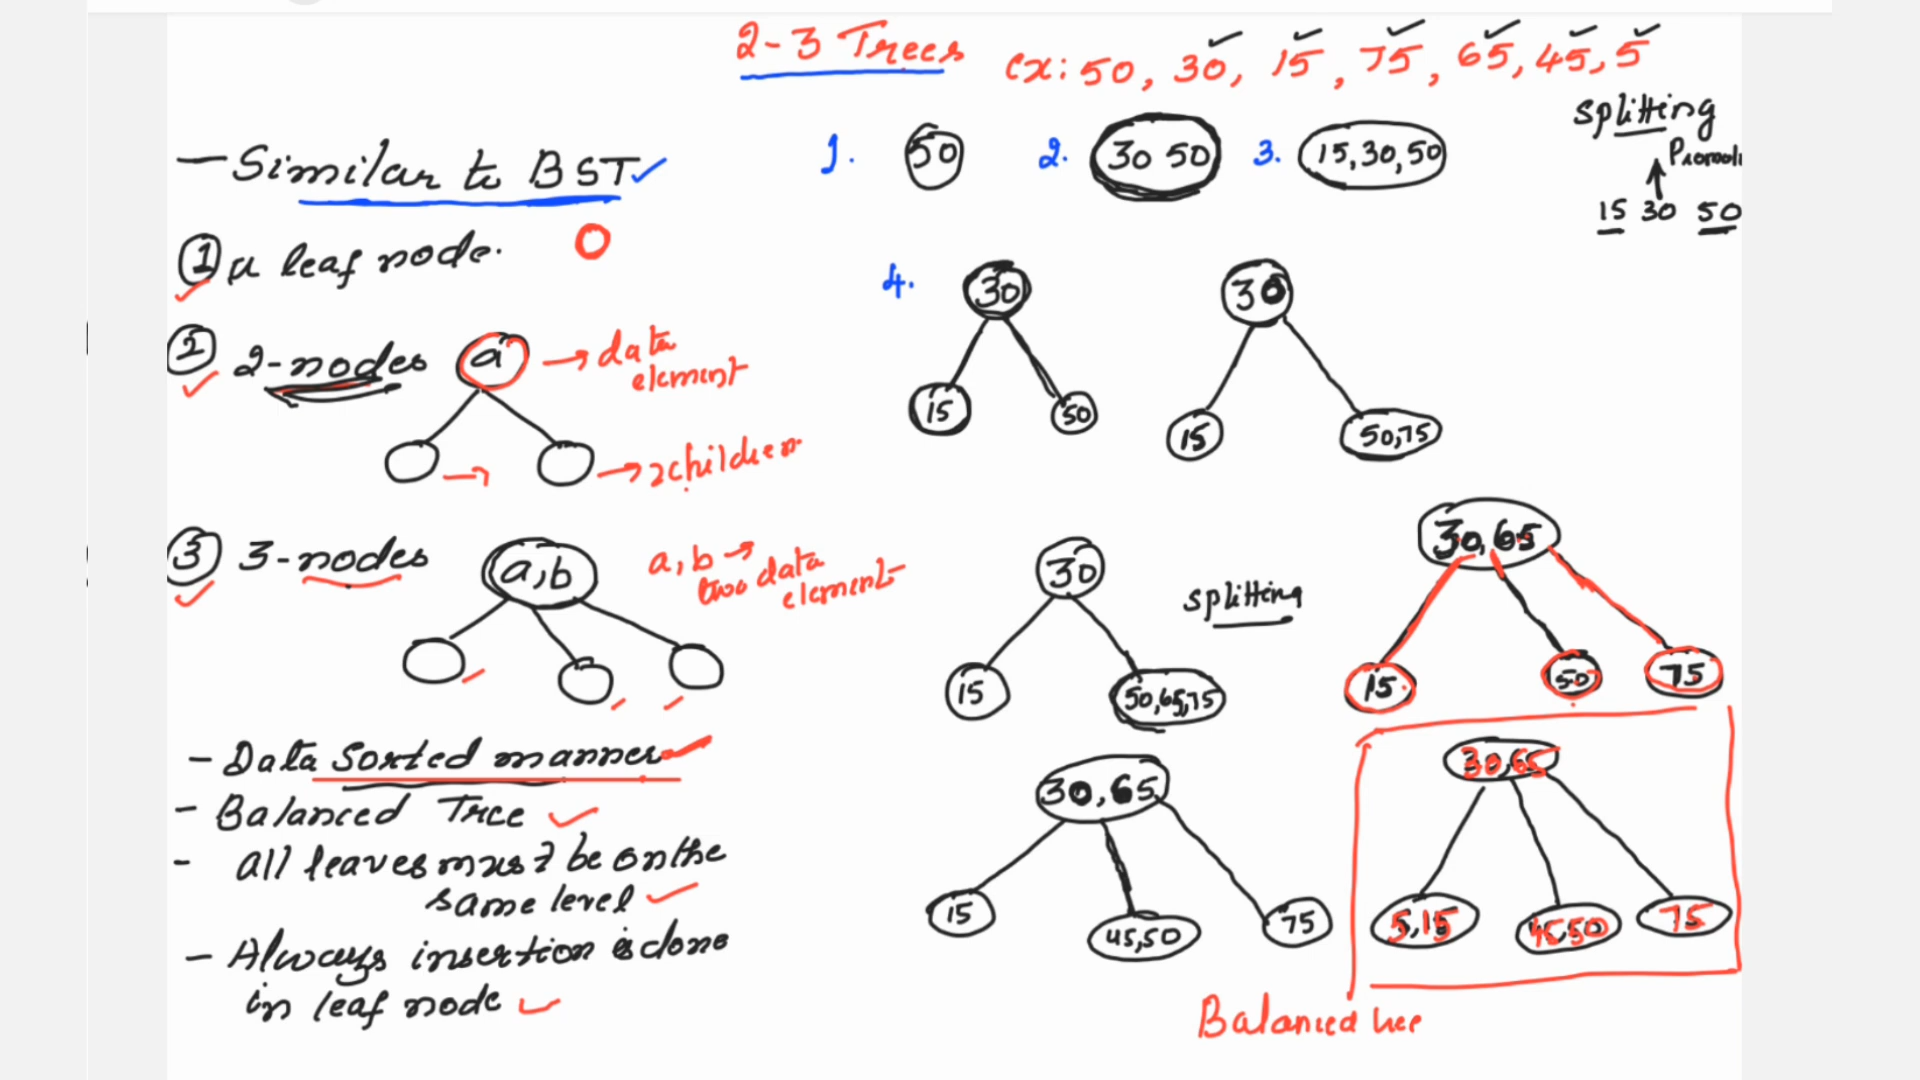 2-3 Trees ex: 50, 30, 15, 75, 65, 45, 5
- Similar to BST
1 a leaf node.
2 2-nodes a → data element
→ → 2 children
3 3-nodes a,b a, b → two data element
- Data Sorted manner
- Balanced Tree
- all leaves must be on the
same level
- Always insertion is done
in leaf node
1. 50 2. 30 50 3. 15, 30, 50
splitting
15 30 50
4. 30
15 50
30
15 50,75
30
15 50,65,75
splitting
30,65
15 50 75
30,65
15 45,50 75
30,65
5,15 45,50 75
Balanced tree